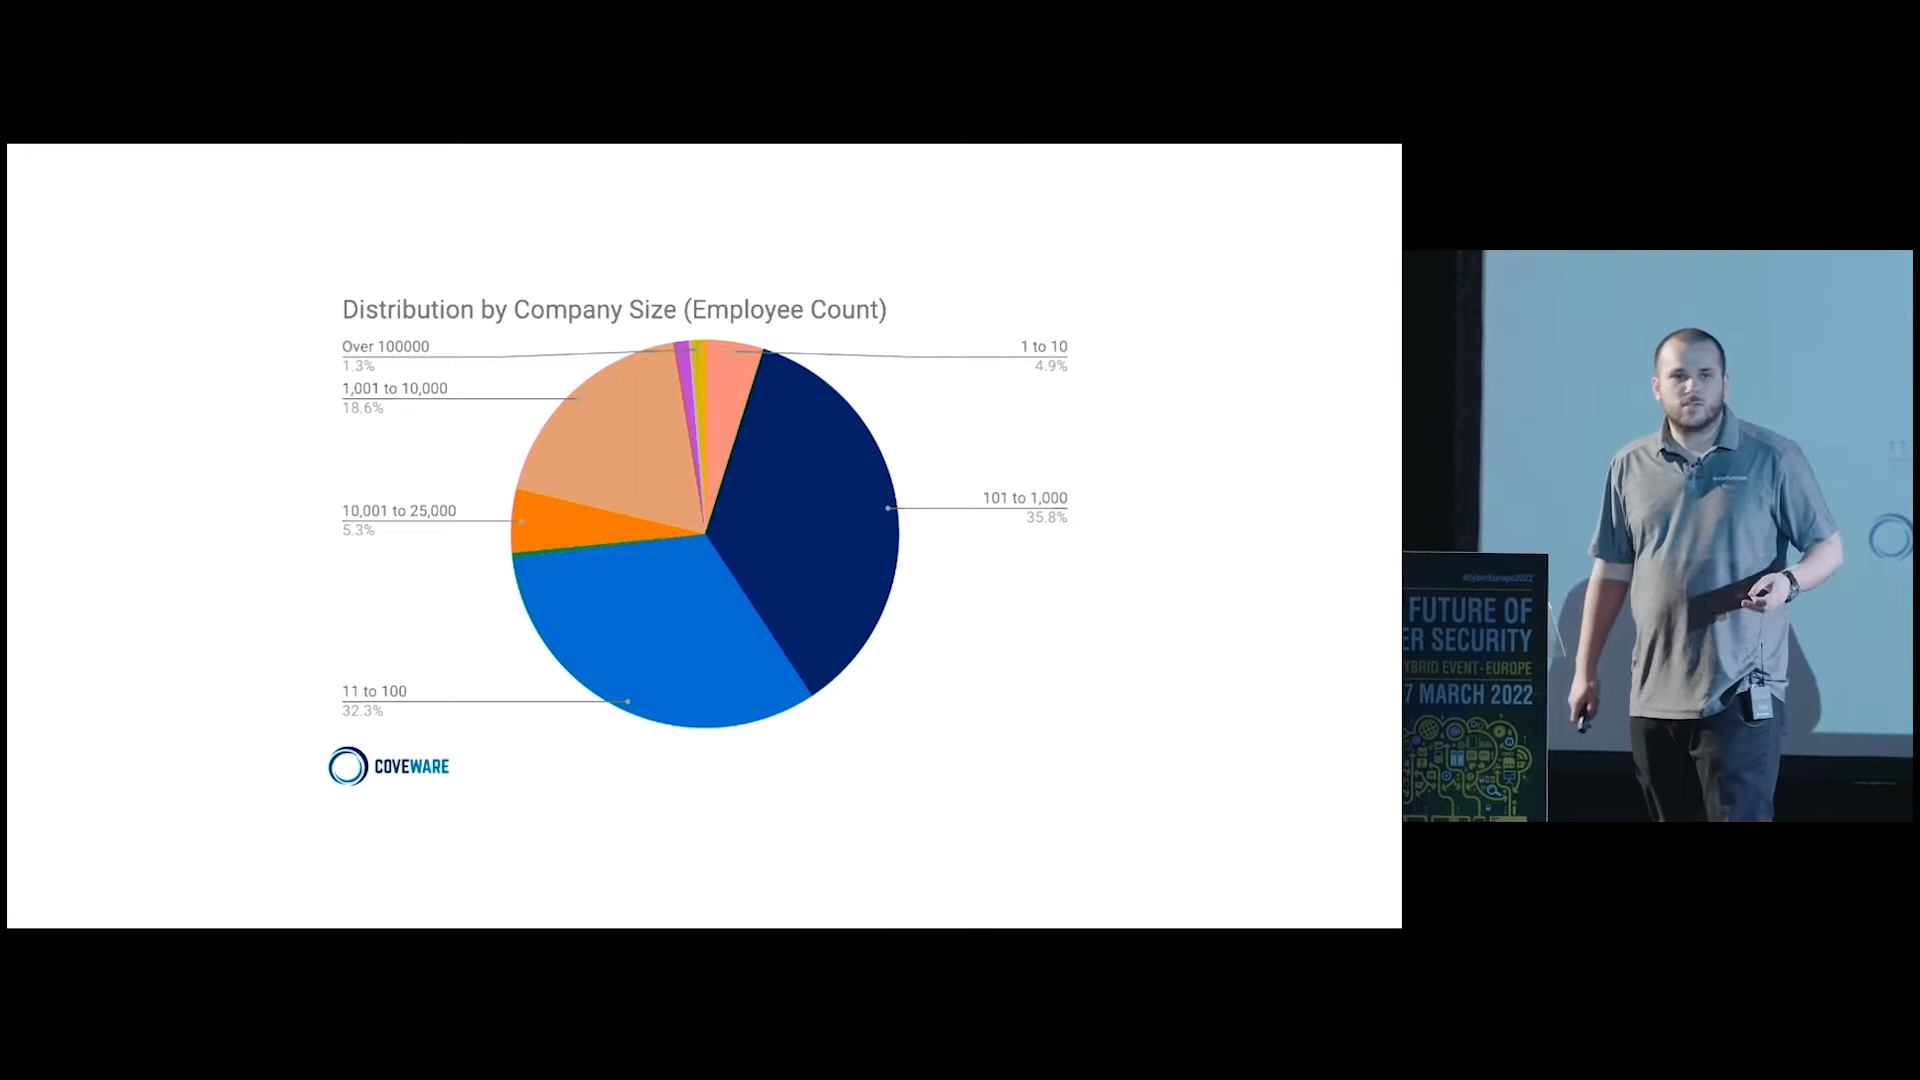 Distribution by Company Size (Employee Count)
Over 100000
1.3%
1,001 to 10,000
18.6%
10,001 to 25,000
5.3%
11 to 100
32.3%
1 to 10
4.9%
101 to 1,000
35.8%
COVEWARE
#cyberEurope2022
FUTURE OF
ER SECURITY
YBRID EVENT - EUROPE
7 MARCH 2022
11